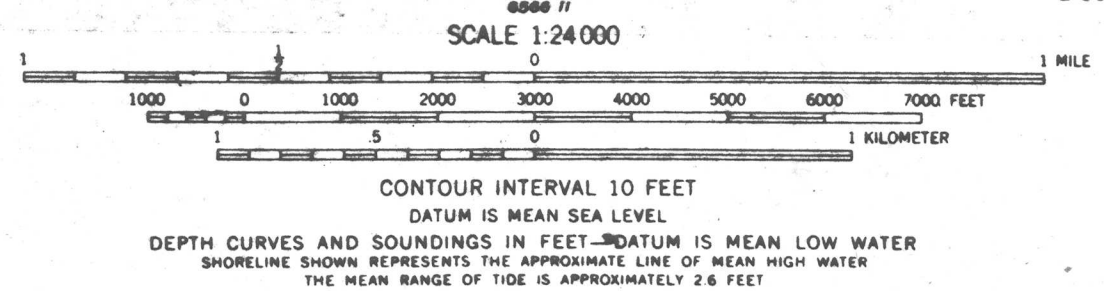 SCALE 1:24 000
1 0 1 MILE
1000 0 1000 2000 3000 4000 5000 6000 7000 FEET
1 .5 0 1 KILOMETER
CONTOUR INTERVAL 10 FEET
DATUM IS MEAN SEA LEVEL
DEPTH CURVES AND SOUNDINGS IN FEET—DATUM IS MEAN LOW WATER
SHORELINE SHOWN REPRESENTS THE APPROXIMATE LINE OF MEAN HIGH WATER
THE MEAN RANGE OF TIDE IS APPROXIMATELY 2.6 FEET